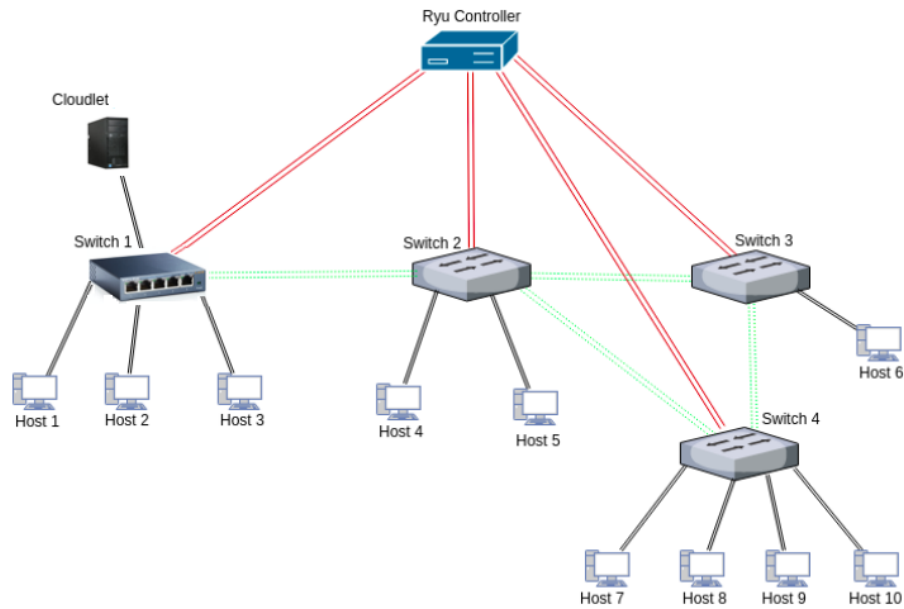 Ryu Controller
Cloudlet
Switch 1
Switch 2
Switch 3
Host 6
Host 1
Host 2
Host 3
Host 4
Host 5
Switch 4
Host 7
Host 8
Host 9
Host 10